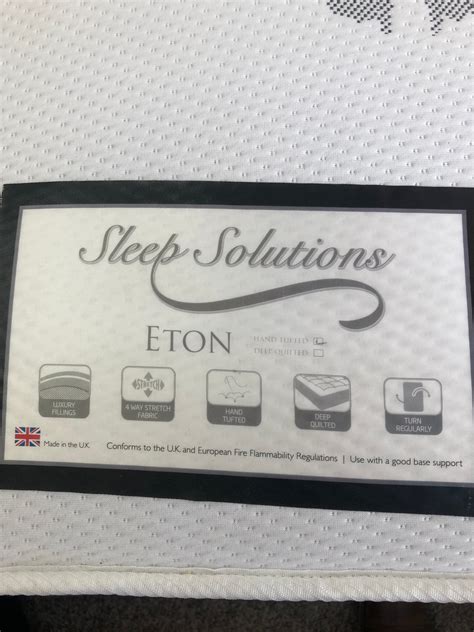 Sleep Solutions
ETON
HAND TUFTED
DEEP QUILTED
LUXURY
FILLINGS
STRETCH
4 WAY STRETCH
FABRIC
HAND
TUFTED
DEEP
QUILTED
TURN
REGULARLY
Made in the U.K.
Conforms to the U.K. and European Fire Flammability Regulations | Use with a good base support